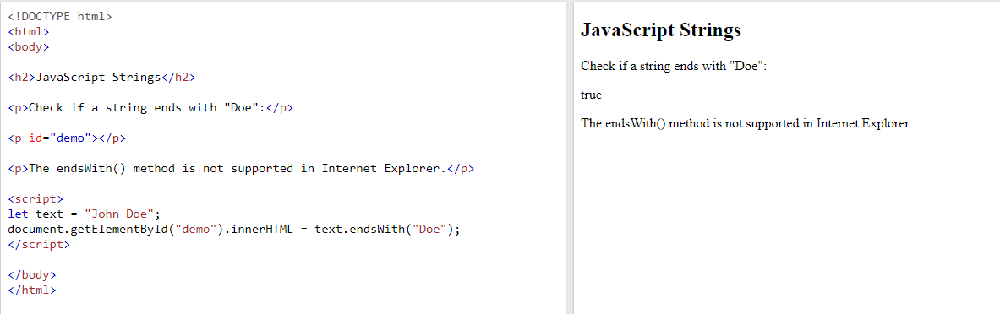 <!DOCTYPE html>
<html>
<body>
<h2>JavaScript Strings</h2>
<p>Check if a string ends with "Doe":</p>
<p id="demo"></p>
<p>The endsWith() method is not supported in Internet Explorer.</p>
<script>
let text = "John Doe";
document.getElementById("demo").innerHTML = text.endsWith("Doe");
</script>
</body>
</html>
JavaScript Strings
Check if a string ends with "Doe":
true
The endsWith() method is not supported in Internet Explorer.